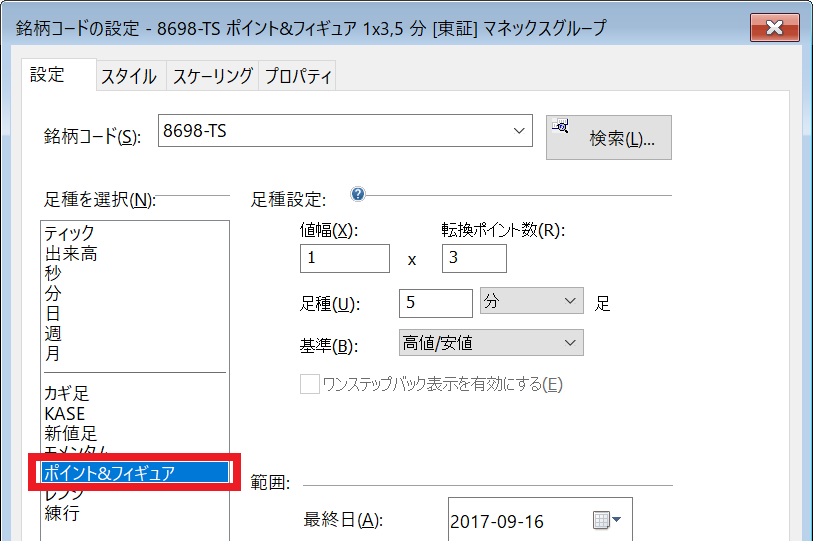 銘柄コードの設定 - 8698-TS ポイント&フィギュア 1x3,5 分 [東証] マネックスグループ
設定 スタイル スケーリング プロパティ
銘柄コード(S): 8698-TS 検索(L)...
足種を選択(N):
ティック
出来高
秒
分
日
週
月
カギ足
KASE
新値足
モメンタム
ポイント&フィギュア
レンジ
練行
足種設定:
値幅(X): 転換ポイント数(R):
1 x 3
足種(U): 5 分 足
基準(B): 高値/安値
ワンステップバック表示を有効にする(E)
範囲:
最終日(A): 2017-09-16